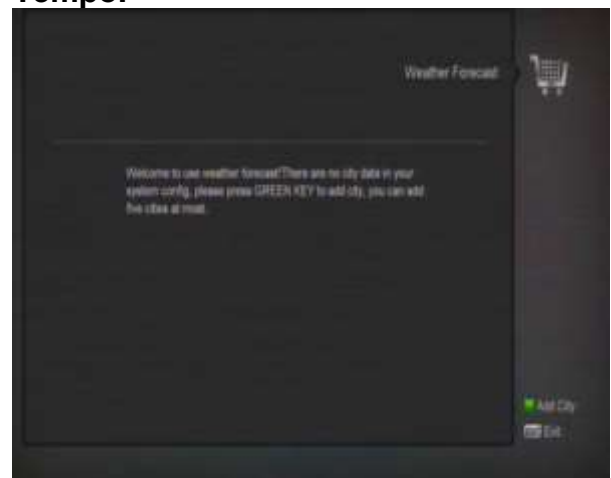 Tempo:
Weather Forecast
Welcome to use weather forecast!There are no city data in your
system config, please press GREEN KEY to add city, you can add
five cities at most.
Add City
Exit